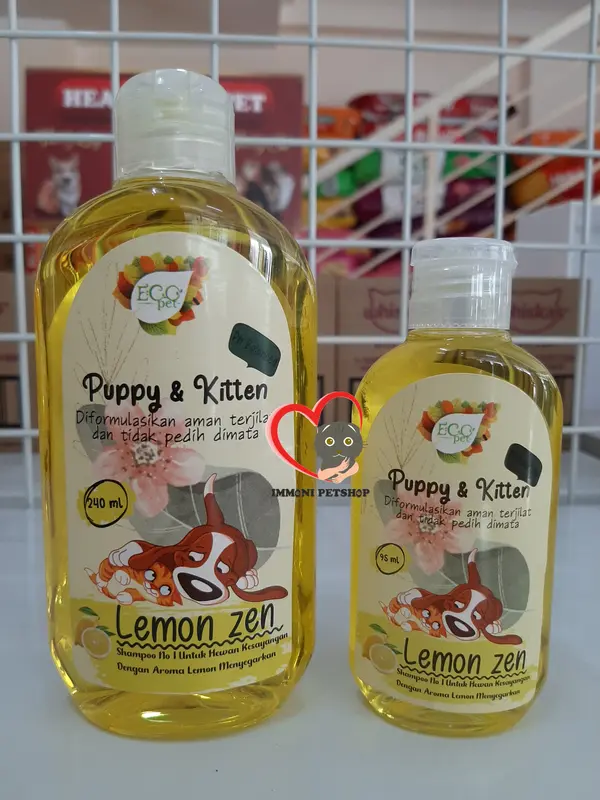 ECO
pet
Puppy & Kitten
Diformulasikan aman terjilat
dan tidak pedih dimata
240 ml
Lemon zen
Shampoo No 1 Untuk Hewan Kesayangan
Dengan Aroma Lemon Menyegarkan
IMMONI PETSHOP
ECO
pet
Puppy & Kitten
Diformulasikan aman terjilat
dan tidak pedih dimata
95 ml
Lemon zen
Shampoo No 1 Untuk Hewan Kesayangan
Dengan Aroma Lemon Menyegarkan